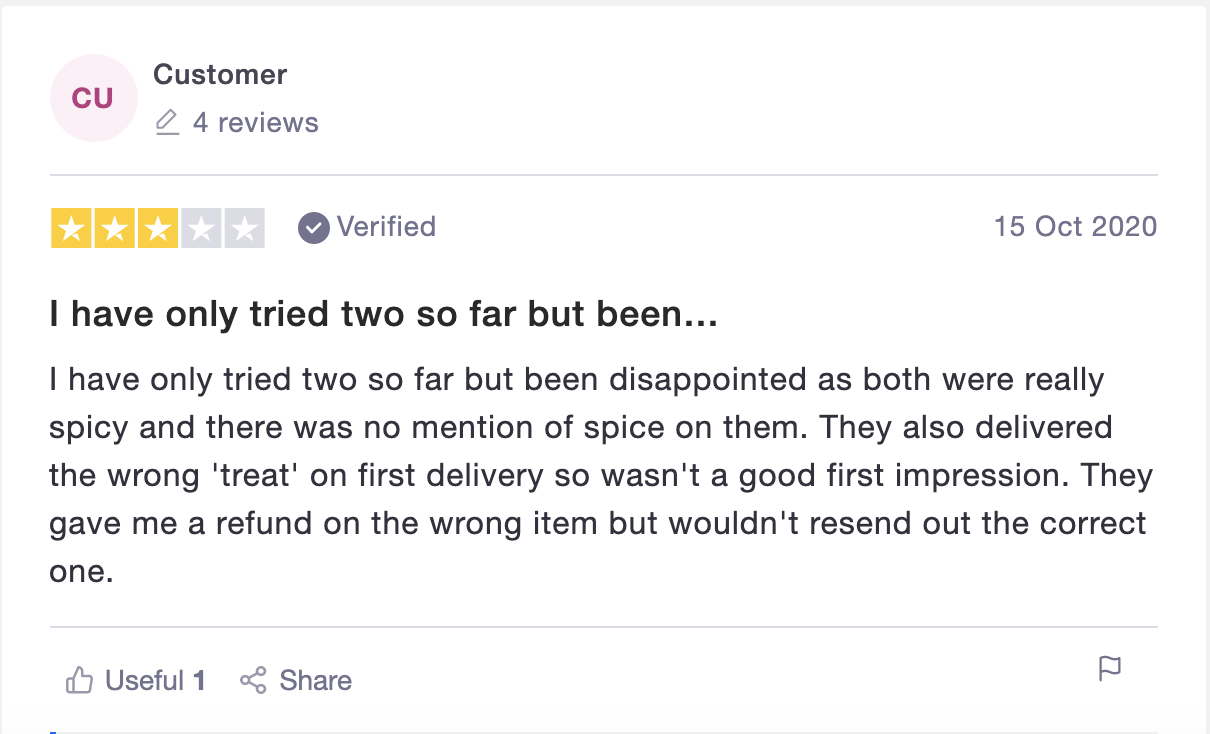 CU
Customer
4 reviews
Verified
15 Oct 2020
I have only tried two so far but been...
I have only tried two so far but been disappointed as both were really
spicy and there was no mention of spice on them. They also delivered
the wrong 'treat' on first delivery so wasn't a good first impression. They
gave me a refund on the wrong item but wouldn't resend out the correct
one.
Useful 1
Share